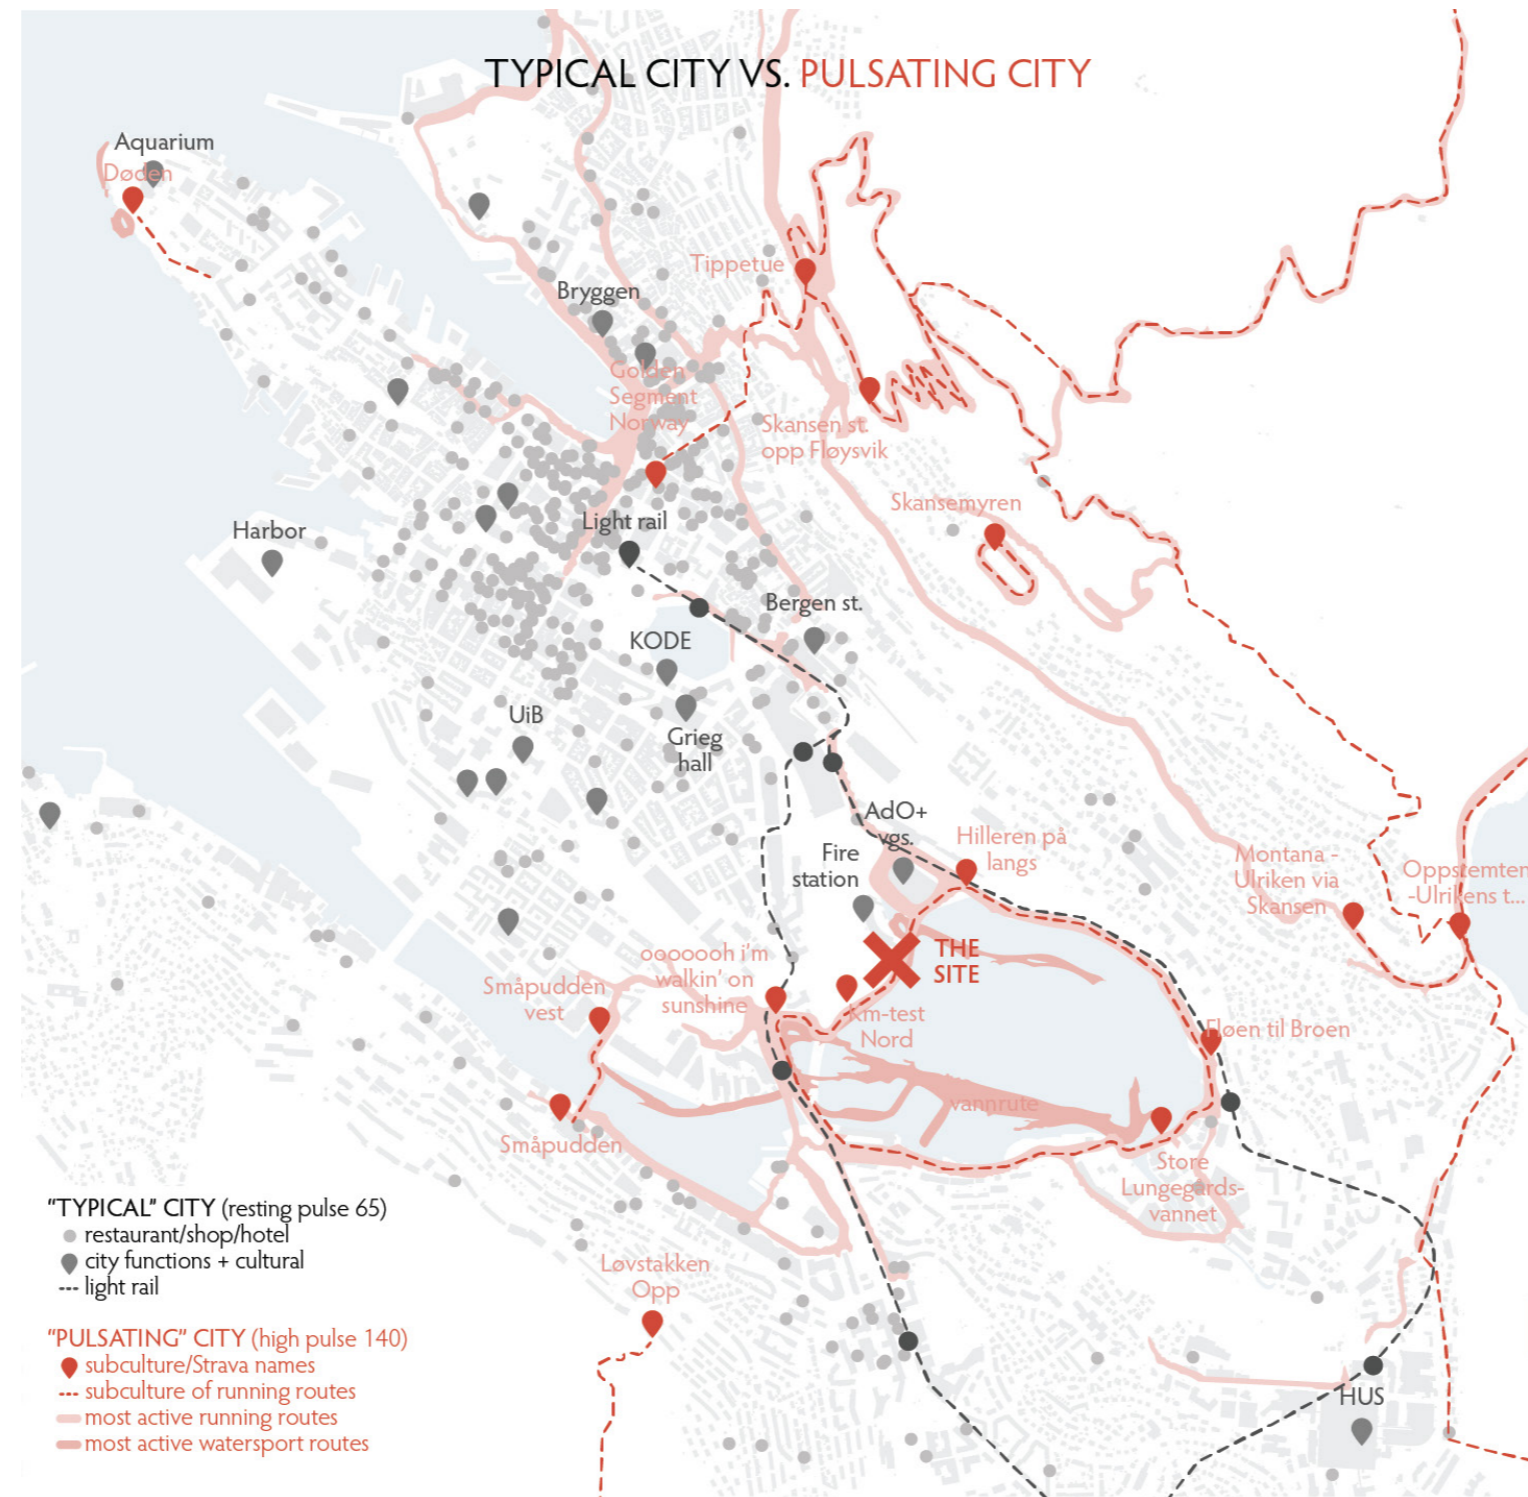 TYPICAL CITY VS. PULSATING CITY
Aquarium
Døden
Bryggen
Tippetue
Golden
Segment
Norway
Skansen st.
opp Fløysvik
Skansemyren
Harbor
Light rail
Bergen st.
KODE
UiB
Grieg
hall
AdO+
vgs.
Fire
station
Hilleren på
langs
Montana -
Ulriken via
Skansen
Oppstemten
-Ulrikens t...
THE
SITE
ooooooh i'm
walkin' on
sunshine
Småpudden
vest
Km-test
Nord
Fløen til Broen
vannrute
Småpudden
Store
Lungegårds-
vannet
Løvstakken
Opp
HUS
"TYPICAL" CITY (resting pulse 65)
restaurant/shop/hotel
city functions + cultural
light rail
"PULSATING" CITY (high pulse 140)
subculture/Strava names
subculture of running routes
most active running routes
most active watersport routes